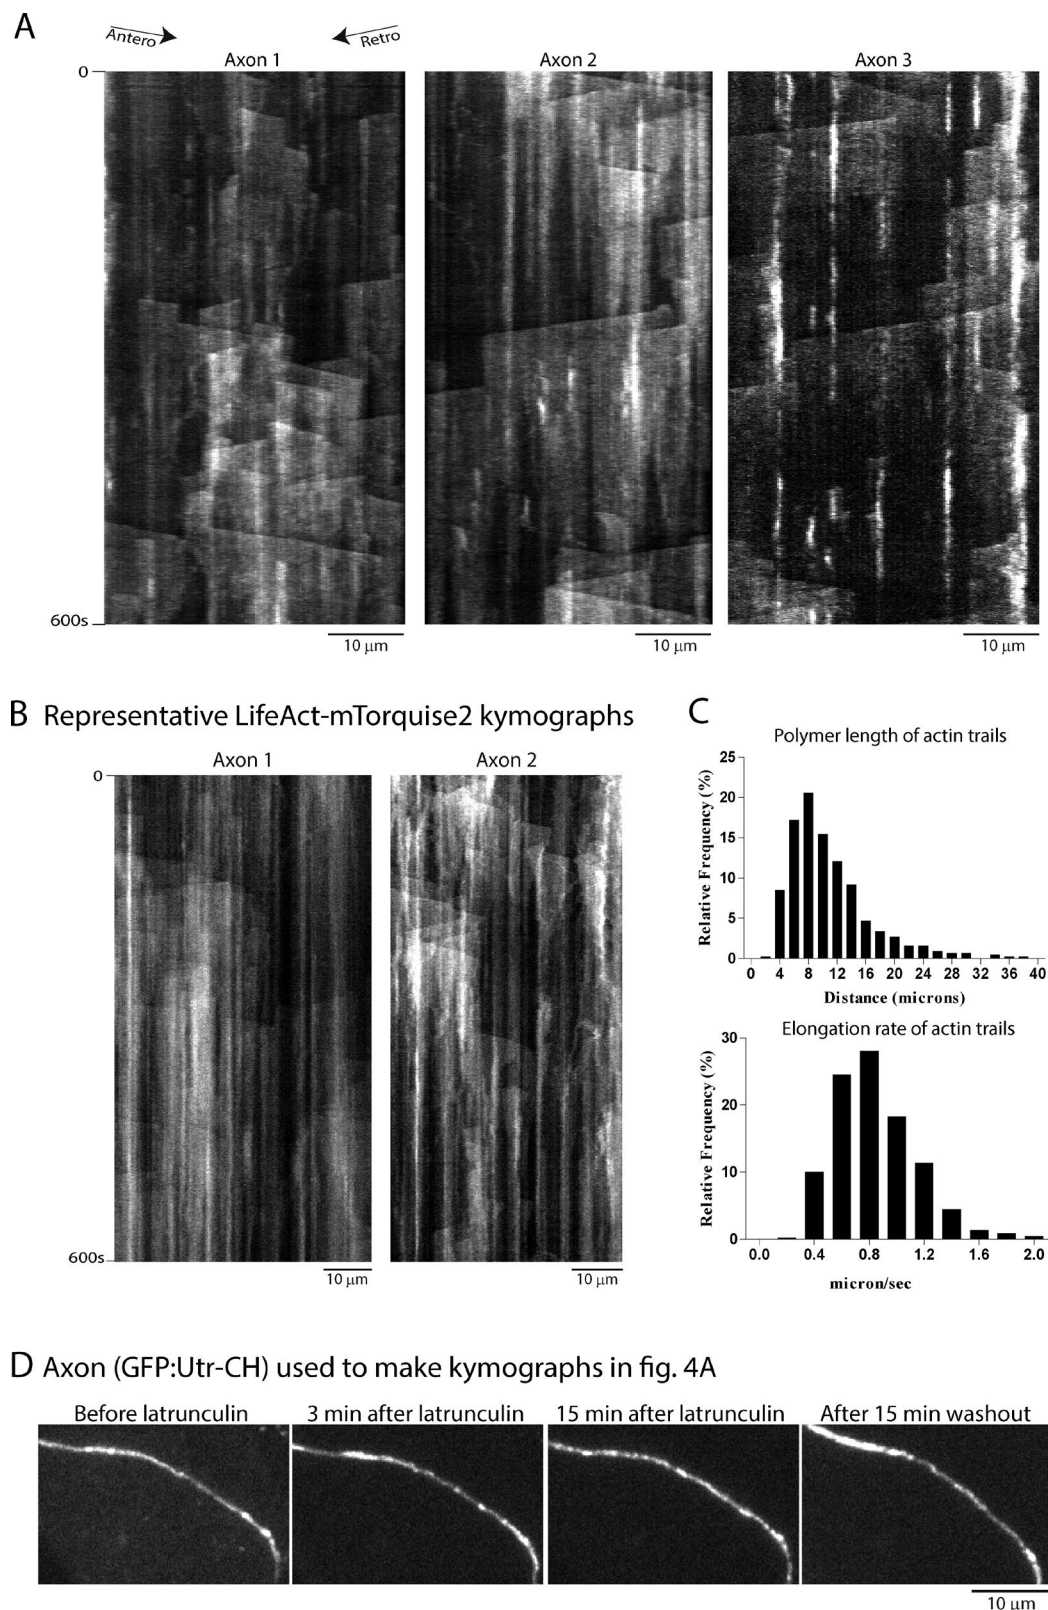 A
Antero
Retro
Axon 1
Axon 2
Axon 3
0
600s
10 μm
10 μm
10 μm
B Representative LifeAct-mTorquise2 kymographs
Axon 1
Axon 2
0
600s
10 μm
10 μm
C
Polymer length of actin trails
25
20
15
10
5
0
Relative Frequency (%)
0 4 8 12 16 20 24 28 32 36 40
Distance (microns)
Elongation rate of actin trails
30
20
10
0
Relative Frequency (%)
0.0 0.4 0.8 1.2 1.6 2.0
micron/sec
D Axon (GFP:Utr-CH) used to make kymographs in fig. 4A
Before latrunculin
3 min after latrunculin
15 min after latrunculin
After 15 min washout
10 μm